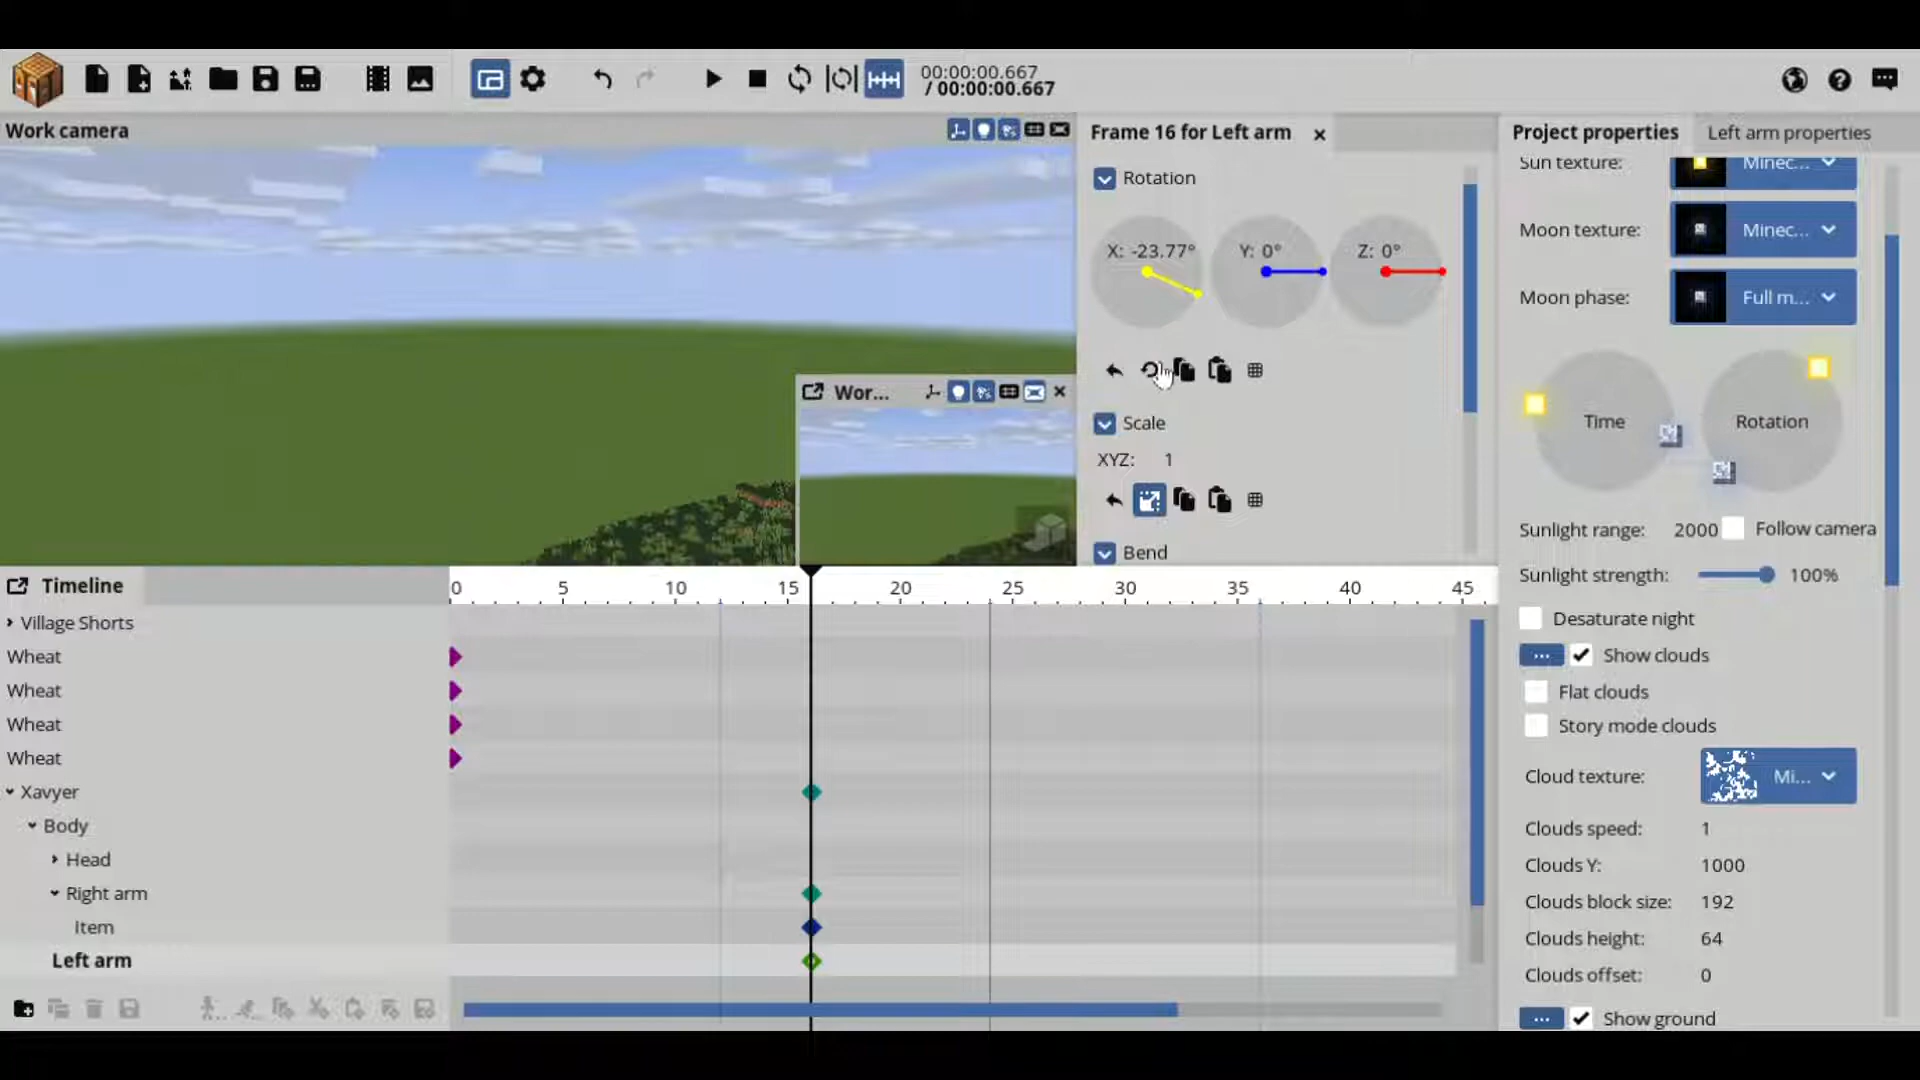 00:00:00.667
/ 00:00:00.667
Work camera
Frame 16 for Left arm
Project properties
Left arm properties
Rotation
X: -23.77°
Y: 0°
Z: 0°
Scale
XYZ: 1
Bend
Wor...
Sun texture: Minec...
Moon texture: Minec...
Moon phase: Full m...
Time
Rotation
Sunlight range: 2000
Follow camera
Sunlight strength: 100%
Desaturate night
... Show clouds
Flat clouds
Story mode clouds
Cloud texture: Mi...
Clouds speed: 1
Clouds Y: 1000
Clouds block size: 192
Clouds height: 64
Clouds offset: 0
... Show ground
Timeline
0 5 10 15 20 25 30 35 40 45
Village Shorts
Wheat
Wheat
Wheat
Wheat
Xavyer
Body
Head
Right arm
Item
Left arm